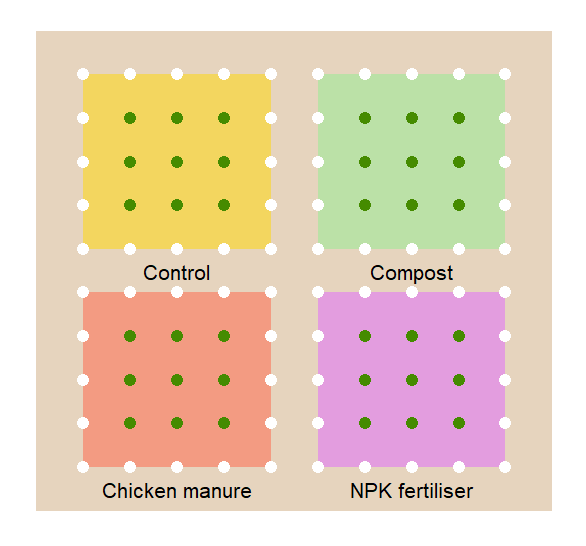 Control
Compost
Chicken manure
NPK fertiliser